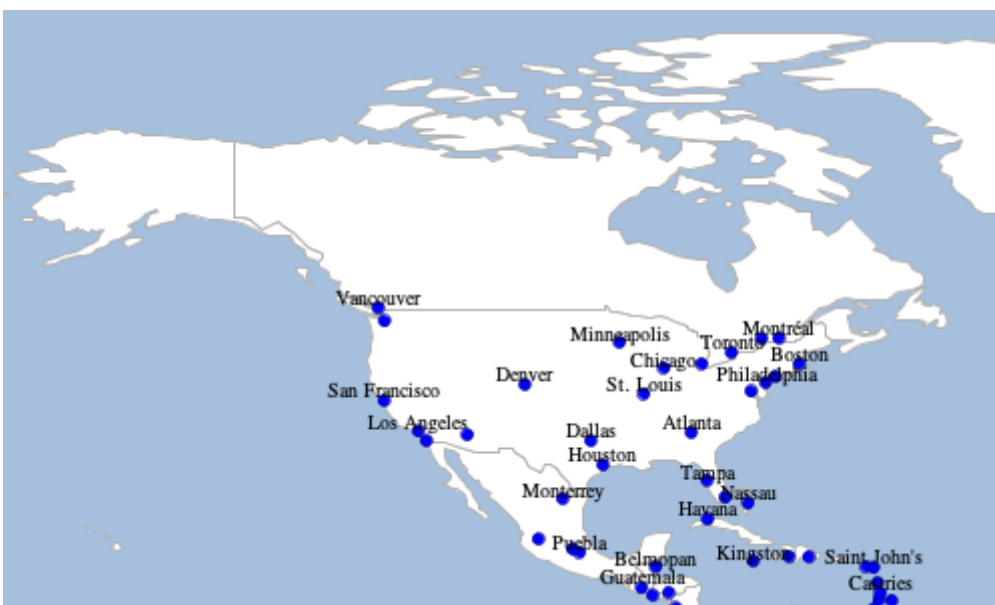 Vancouver
Montréal
Minneapolis
Toronto
Boston
Chicago
Denver
Philadelphia
St. Louis
San Francisco
Los Angeles
Atlanta
Dallas
Houston
Tampa
Monterrey
Nassau
Havana
Puebla
Kingston
Belmopan
Saint John's
Guatemala
Castries